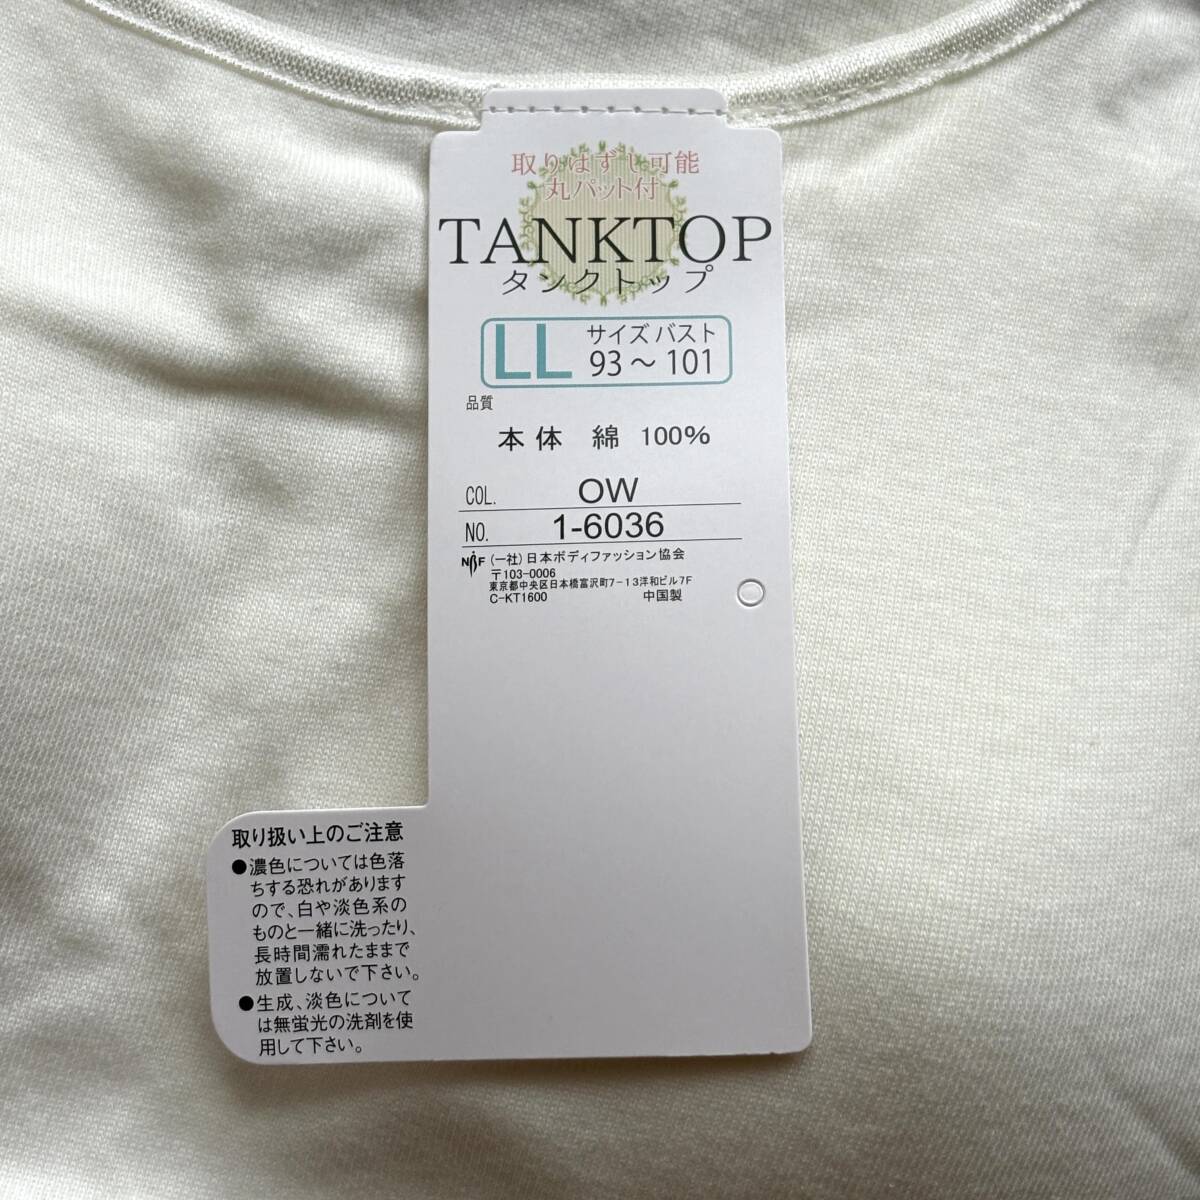 取りはずし可能
丸パット付
TANKTOP
タンクトップ
LL サイズ バスト
93～101
品質
本体 綿 100%
COL. OW
NO. 1-6036
NBF (一社)日本ボディファッション協会
〒103-0006
東京都中央区日本橋富沢町7-13洋和ビル7F
C-KT1600 中国製
取り扱い上のご注意
●濃色については色落
ちする恐れがあります
ので、白や淡色系の
ものと一緒に洗ったり、
長時間濡れたままで
放置しないで下さい。
●生成、淡色について
は無蛍光の洗剤を使
用して下さい。